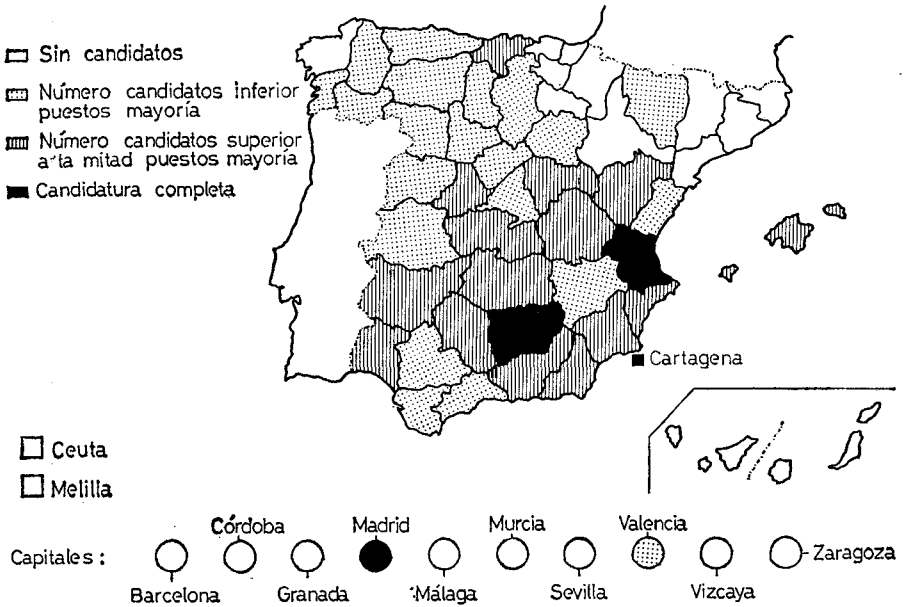 Sin candidatos
Número candidatos inferior
puestos mayoría
Número candidatos superior
a la mitad puestos mayoría
Candidatura completa
Cartagena
Ceuta
Melilla
Capitales :
Córdoba
Madrid
Murcia
Valencia
Zaragoza
Barcelona
Granada
Málaga
Sevilla
Vizcaya